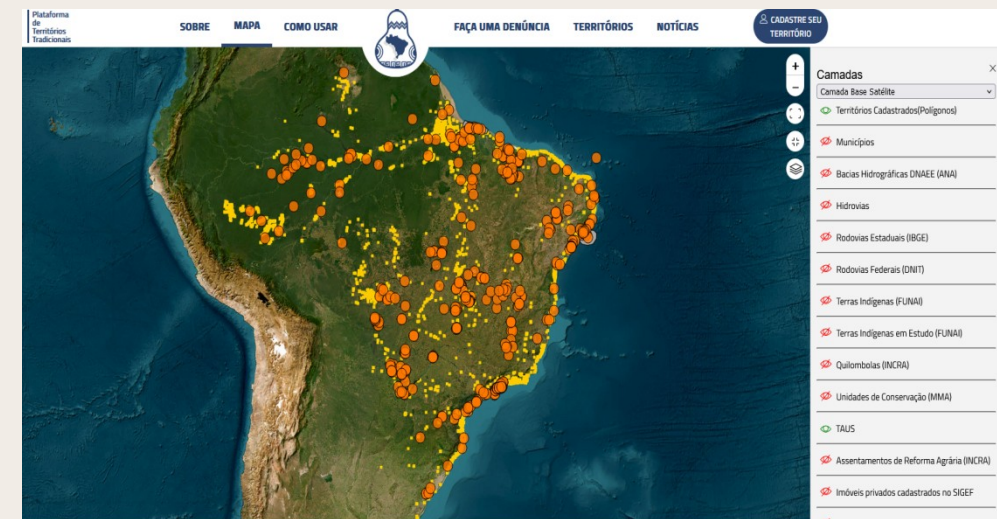 Plataforma
de
Territórios
Tradicionais
SOBRE
MAPA
COMO USAR
FAÇA UMA DENÚNCIA
TERRITÓRIOS
NOTÍCIAS
CADASTRE SEU
TERRITÓRIO
+
−
Camadas
Camada Base Satélite
Territórios Cadastrados(Polígonos)
Municípios
Bacias Hidrográficas DNAEE (ANA)
Hidrovias
Rodovias Estaduais (IBGE)
Rodovias Federais (DNIT)
Terras Indígenas (FUNAI)
Terras Indígenas em Estudo (FUNAI)
Quilombolas (INCRA)
Unidades de Conservação (MMA)
TAUS
Assentamentos de Reforma Agrária (INCRA)
Imóveis privados cadastrados no SIGEF